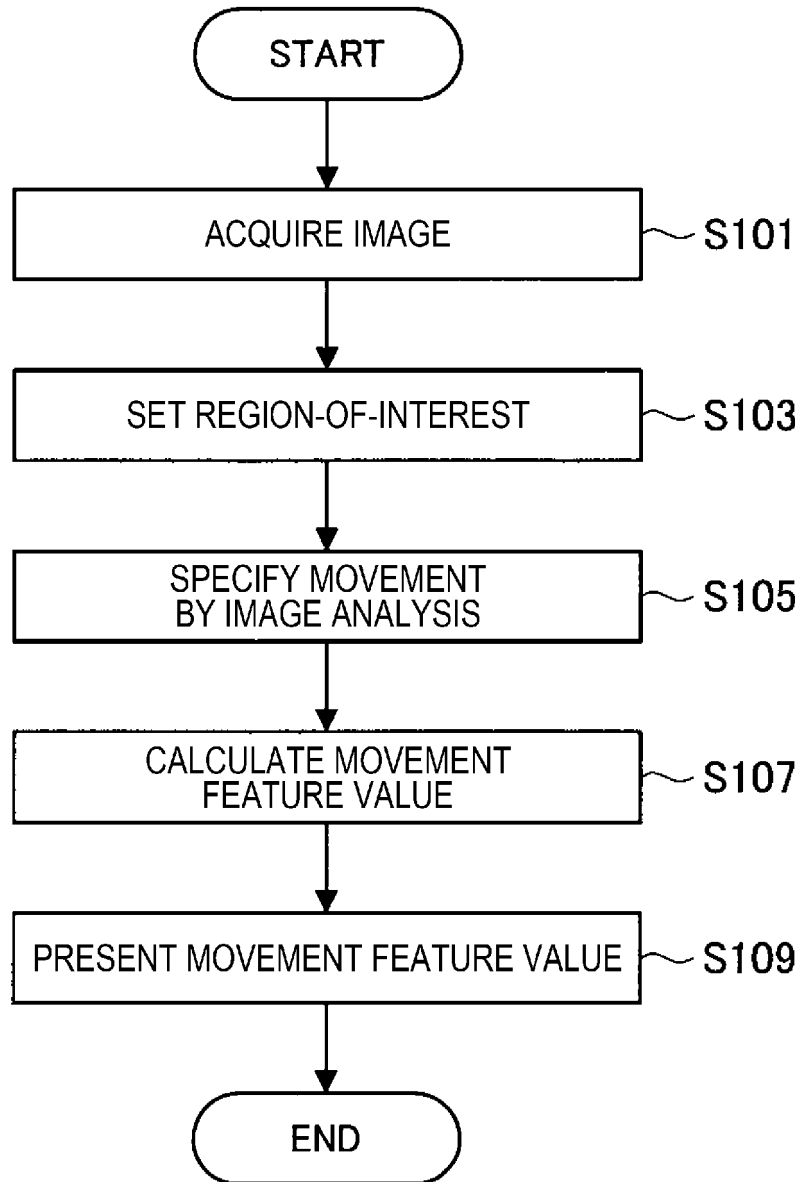 START
ACQUIRE IMAGE
S101
SET REGION-OF-INTEREST
S103
SPECIFY MOVEMENT
BY IMAGE ANALYSIS
S105
CALCULATE MOVEMENT
FEATURE VALUE
S107
PRESENT MOVEMENT FEATURE VALUE
S109
END